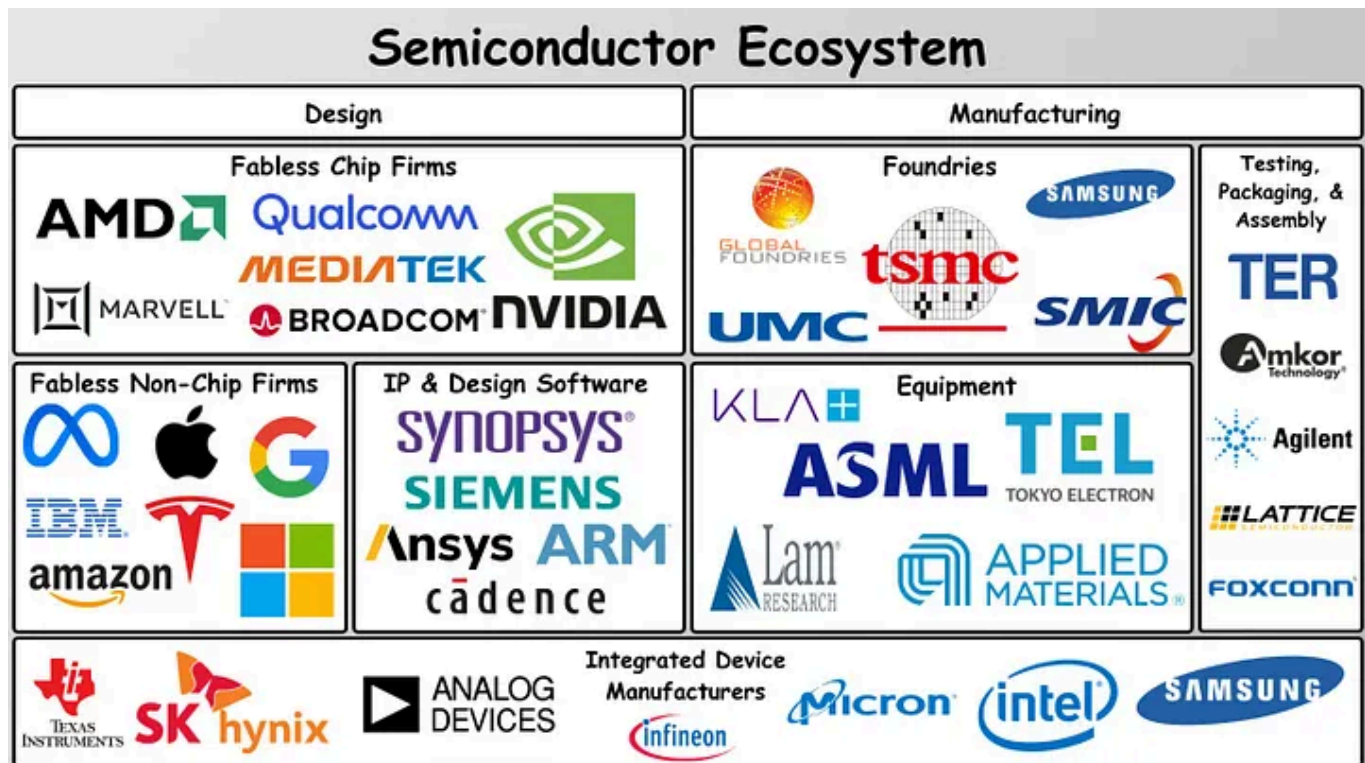 Semiconductor Ecosystem
Design
Manufacturing
Fabless Chip Firms
AMD
Qualcomm
MEDIATEK
MARVELL
BROADCOM
NVIDIA
Foundries
GLOBAL
FOUNDRIES
tsmc
SAMSUNG
UMC
SMIC
Testing,
Packaging, &
Assembly
TER
Amkor
Technology®
Agilent
LATTICE
SEMICONDUCTOR
FOXCONN
Fabless Non-Chip Firms
IBM
amazon
IP & Design Software
SYNOPSYS®
SIEMENS
Ansys
ARM
cādence
Equipment
KLA
ASML
TEL
TOKYO ELECTRON
Lam
RESEARCH
APPLIED
MATERIALS®
Integrated Device
Manufacturers
TEXAS
INSTRUMENTS
SK hynix
ANALOG
DEVICES
infineon
Micron
intel
SAMSUNG